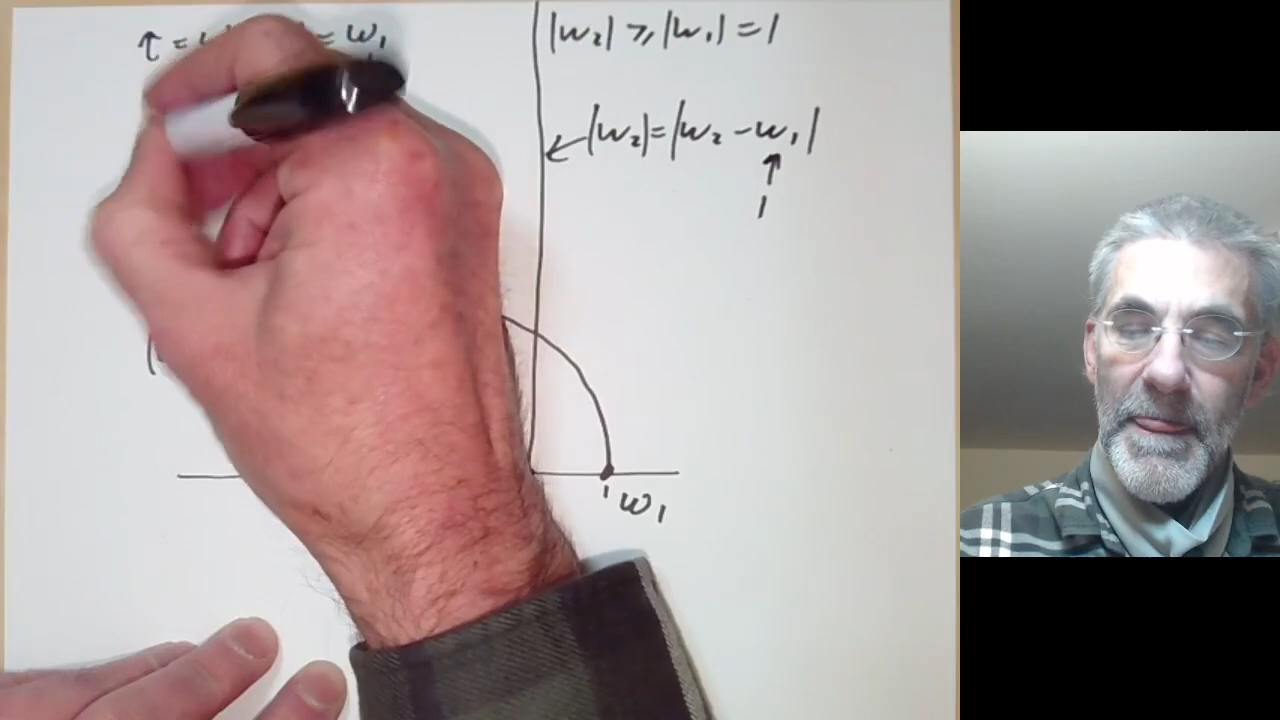 τ = = w₁
|w₂| ⩾ |w₁| = 1
← |w₂| = |w₂ - w₁|
↑
1
w₁